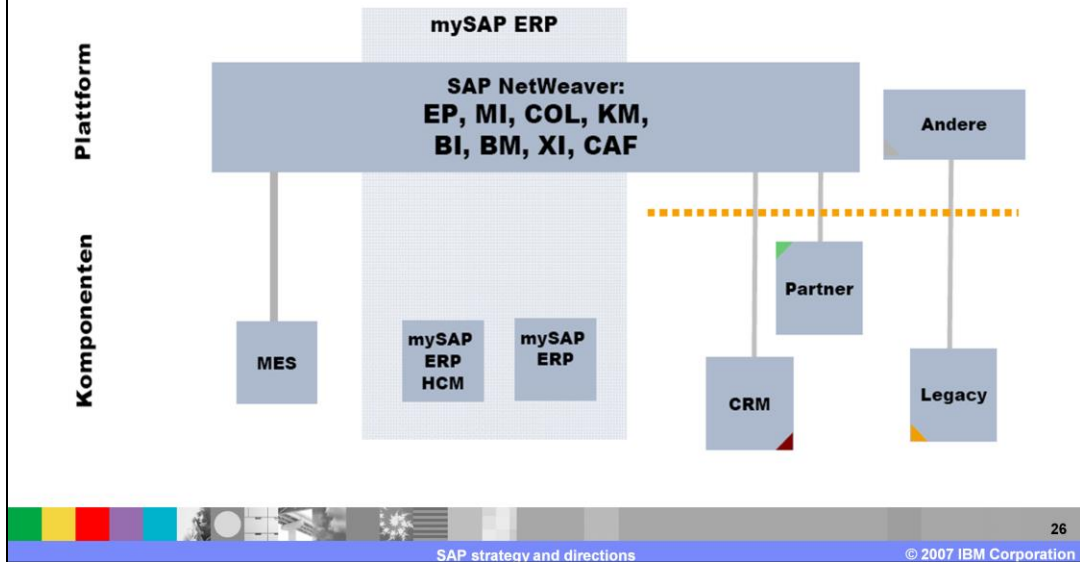 mySAP ERP
Plattform
SAP NetWeaver:
EP, MI, COL, KM,
BI, BM, XI, CAF
Andere
Komponenten
Partner
MES
mySAP
ERP
HCM
mySAP
ERP
CRM
Legacy
26
SAP strategy and directions
© 2007 IBM Corporation